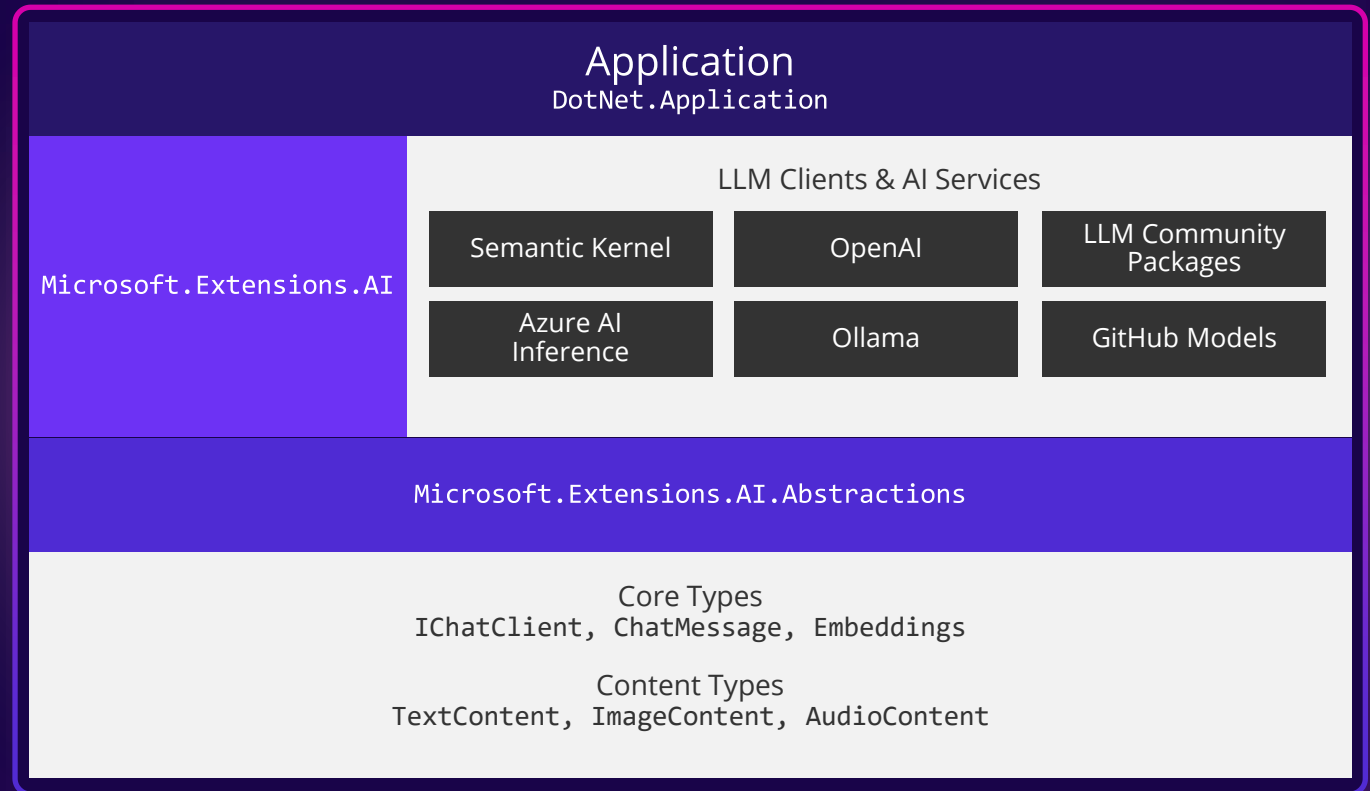 Application
DotNet.Application
Microsoft.Extensions.AI
LLM Clients & AI Services
Semantic Kernel
OpenAI
LLM Community
Packages
Azure AI
Inference
Ollama
GitHub Models
Microsoft.Extensions.AI.Abstractions
Core Types
IChatClient, ChatMessage, Embeddings
Content Types
TextContent, ImageContent, AudioContent